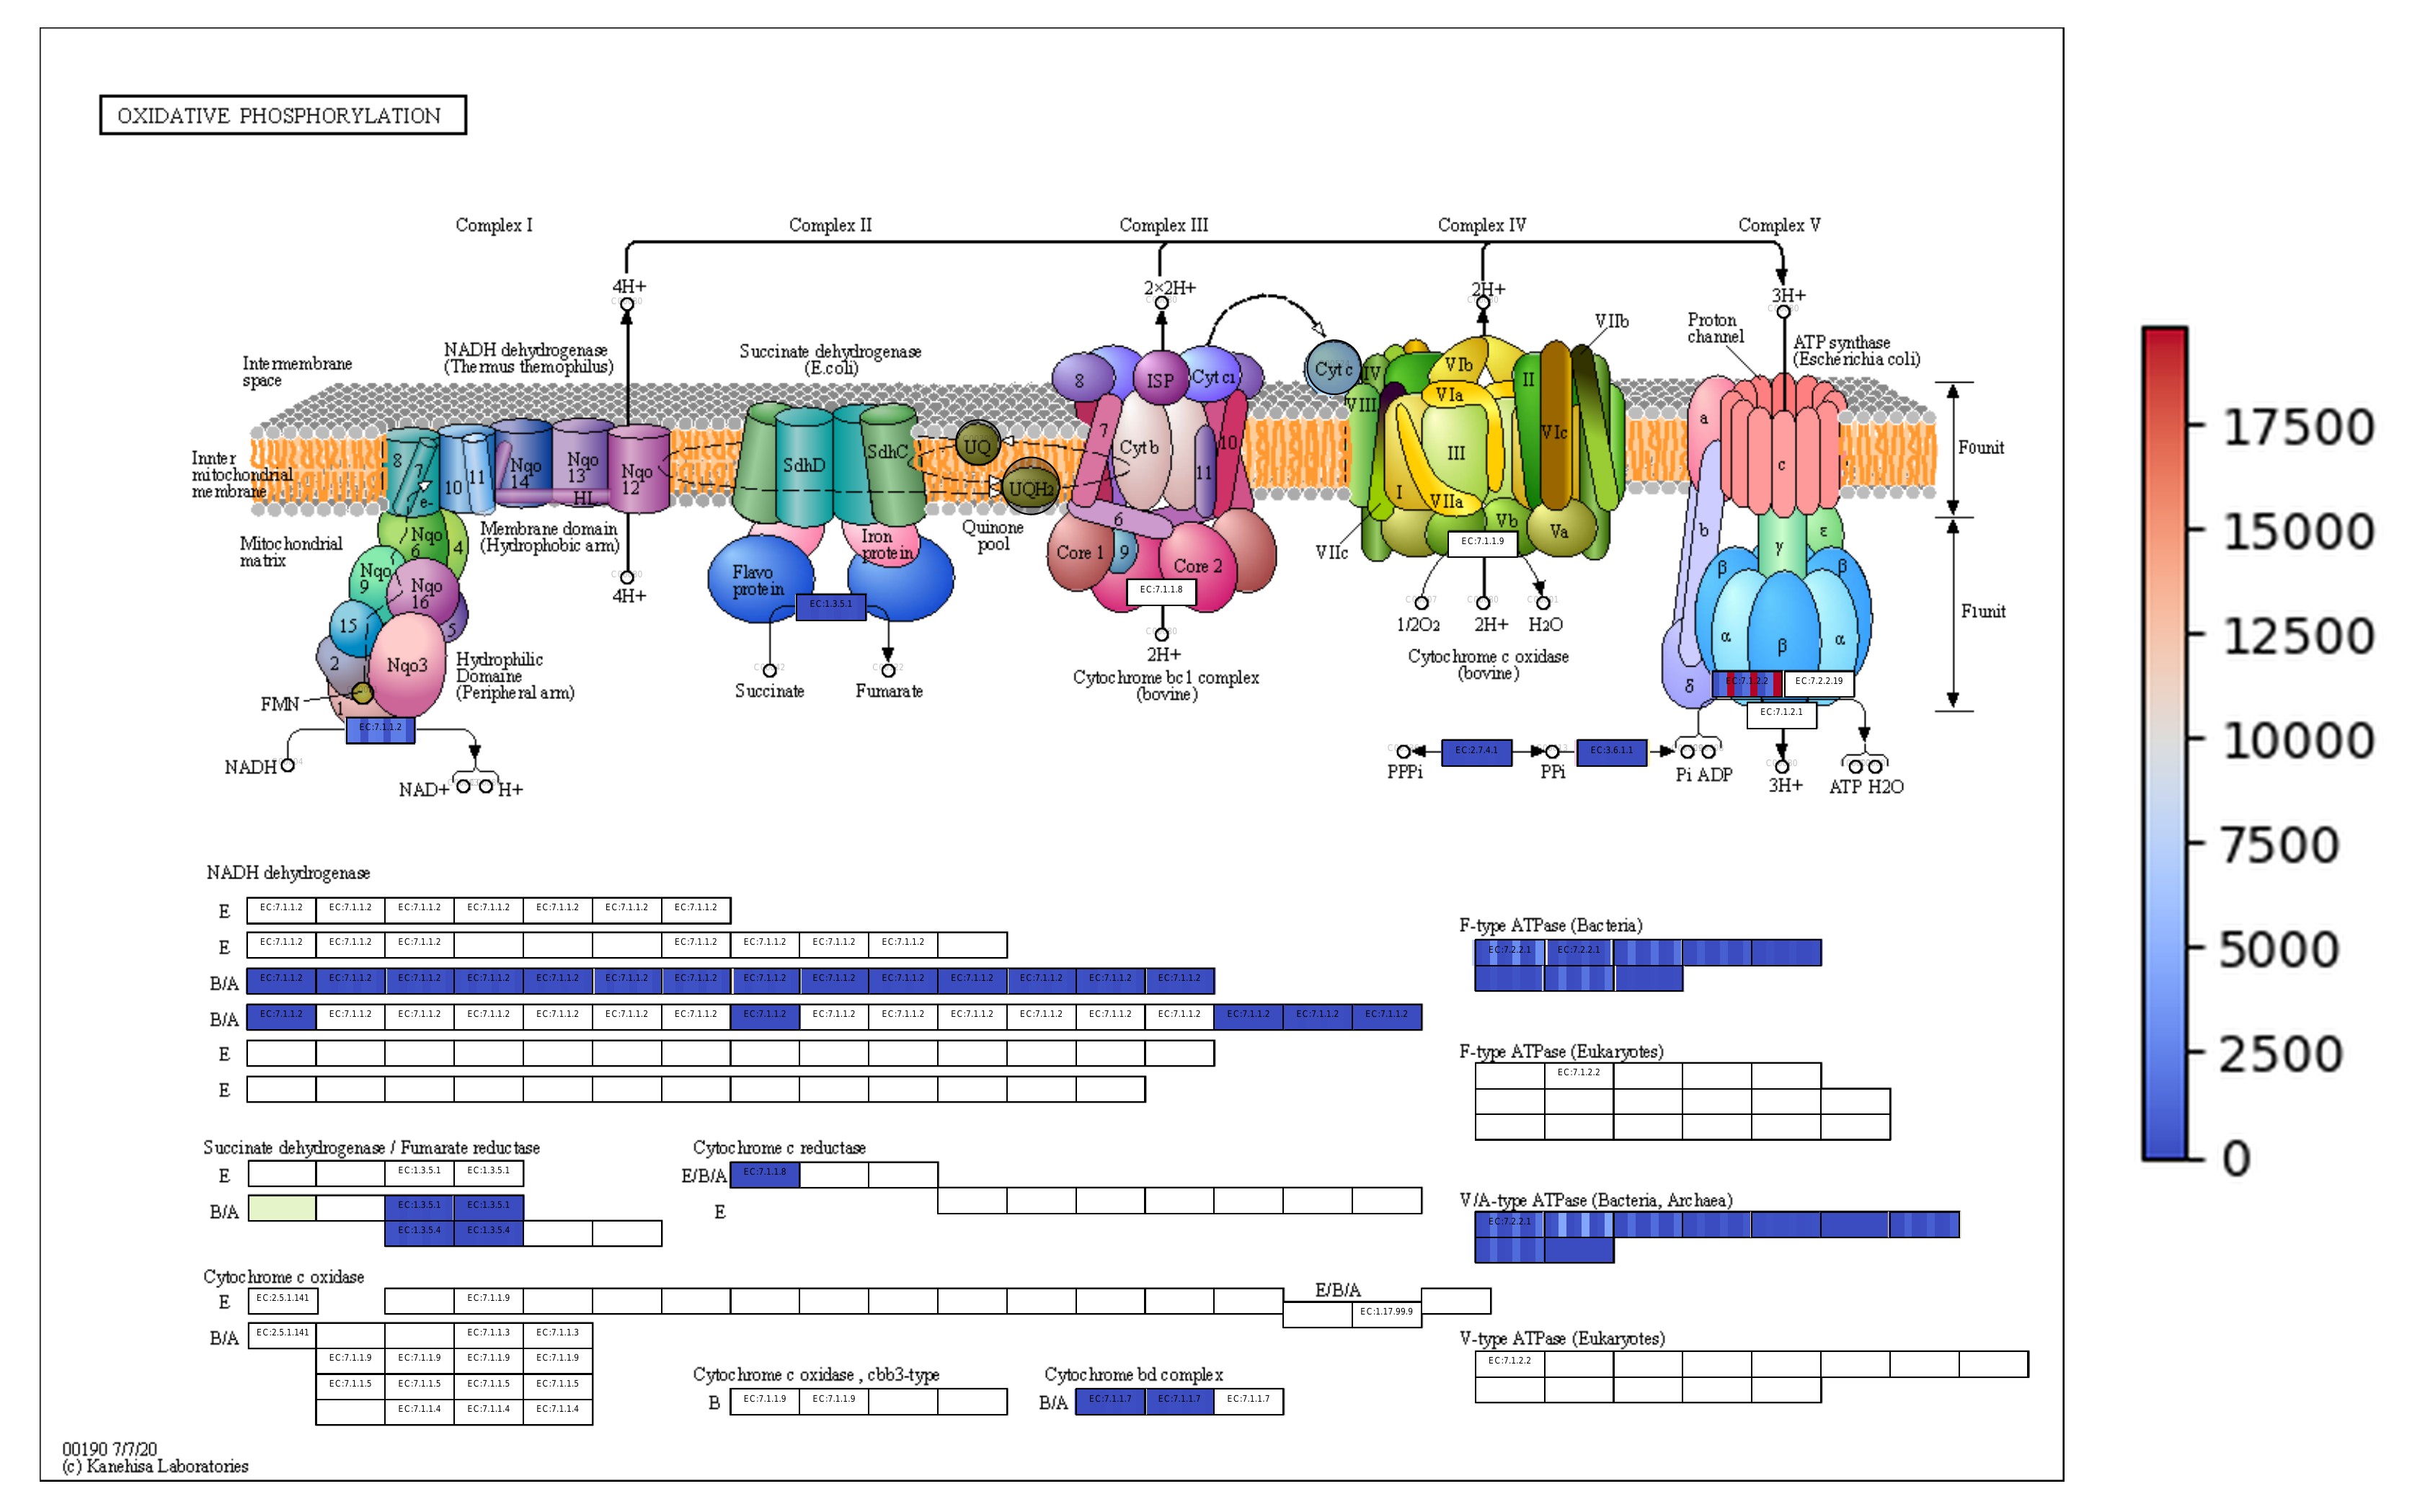 OXIDATIVE PHOSPHORYLATION
Complex I
Complex II
Complex III
Complex IV
Complex V
4H+
2×2H+
2H+
3H+
Intermembrane
space
NADH dehydrogenase
(Thermus themophilus)
Succinate dehydrogenase
(E.coli)
VIIb
Proton
channel
ATP synthase
(Escherichia coli)
8
ISP
Cyt c1
Cyt c
IV
VIII
VIb
VIa
II
a
8
7
e-
10
11
Nqo
14
Nqo
13
HL
Nqo
12
SdhD
SdhC
UQ
UQH2
7
Cyt b
10
11
6
I
III
VIIa
VIc
Vb
Va
VIIc
c
b
F0unit
Innter
mitochondrial
membrane
Membrane domain
(Hydrophobic arm)
Mitochondrial
matrix
Nqo
6
4
Nqo
9
Nqo
16
15
5
2
Nqo3
1
FMN
Hydrophilic
Domaine
(Peripheral arm)
4H+
Iron
protein
Flavo
protein
EC:1.3.5.1
Quinone
pool
Core 1
9
Core 2
EC:7.1.1.8
EC:7.1.1.9
γ
ε
β
β
α
β
α
δ
F1unit
Succinate
Fumarate
2H+
Cytochrome bc1 complex
(bovine)
1/2O2
2H+
H2O
Cytochrome c oxidase
(bovine)
EC:7.1.2.2
EC:7.2.2.19
EC:7.1.2.1
EC:7.1.1.2
NADH
NAD+
H+
PPPi
EC:2.7.4.1
PPi
EC:3.6.1.1
Pi ADP
3H+
ATP H2O
NADH dehydrogenase
E EC:7.1.1.2 EC:7.1.1.2 EC:7.1.1.2 EC:7.1.1.2 EC:7.1.1.2 EC:7.1.1.2 EC:7.1.1.2
E EC:7.1.1.2 EC:7.1.1.2 EC:7.1.1.2 EC:7.1.1.2 EC:7.1.1.2 EC:7.1.1.2 EC:7.1.1.2
B/A EC:7.1.1.2 EC:7.1.1.2 EC:7.1.1.2 EC:7.1.1.2 EC:7.1.1.2 EC:7.1.1.2 EC:7.1.1.2 EC:7.1.1.2 EC:7.1.1.2 EC:7.1.1.2 EC:7.1.1.2 EC:7.1.1.2 EC:7.1.1.2 EC:7.1.1.2
B/A EC:7.1.1.2 EC:7.1.1.2 EC:7.1.1.2 EC:7.1.1.2 EC:7.1.1.2 EC:7.1.1.2 EC:7.1.1.2 EC:7.1.1.2 EC:7.1.1.2 EC:7.1.1.2 EC:7.1.1.2 EC:7.1.1.2 EC:7.1.1.2 EC:7.1.1.2 EC:7.1.1.2 EC:7.1.1.2 EC:7.1.1.2
E
E
Succinate dehydrogenase / Fumarate reductase
E EC:1.3.5.1 EC:1.3.5.1
B/A EC:1.3.5.1 EC:1.3.5.1
EC:1.3.5.4 EC:1.3.5.4
Cytochrome c reductase
E/B/A EC:7.1.1.8
E
Cytochrome c oxidase
E EC:2.5.1.141 EC:7.1.1.9
E/B/A
EC:1.17.99.9
B/A EC:2.5.1.141 EC:7.1.1.3 EC:7.1.1.3
EC:7.1.1.9 EC:7.1.1.9 EC:7.1.1.9 EC:7.1.1.9
EC:7.1.1.5 EC:7.1.1.5 EC:7.1.1.5 EC:7.1.1.5
EC:7.1.1.4 EC:7.1.1.4 EC:7.1.1.4
Cytochrome c oxidase , cbb3-type
B EC:7.1.1.9 EC:7.1.1.9
Cytochrome bd complex
B/A EC:7.1.1.7 EC:7.1.1.7 EC:7.1.1.7
F-type ATPase (Bacteria)
EC:7.2.2.1 EC:7.2.2.1
F-type ATPase (Eukaryotes)
EC:7.1.2.2
V/A-type ATPase (Bacteria, Archaea)
EC:7.2.2.1
V-type ATPase (Eukaryotes)
EC:7.1.2.2
00190 7/7/20
(c) Kanehisa Laboratories
17500
15000
12500
10000
7500
5000
2500
0